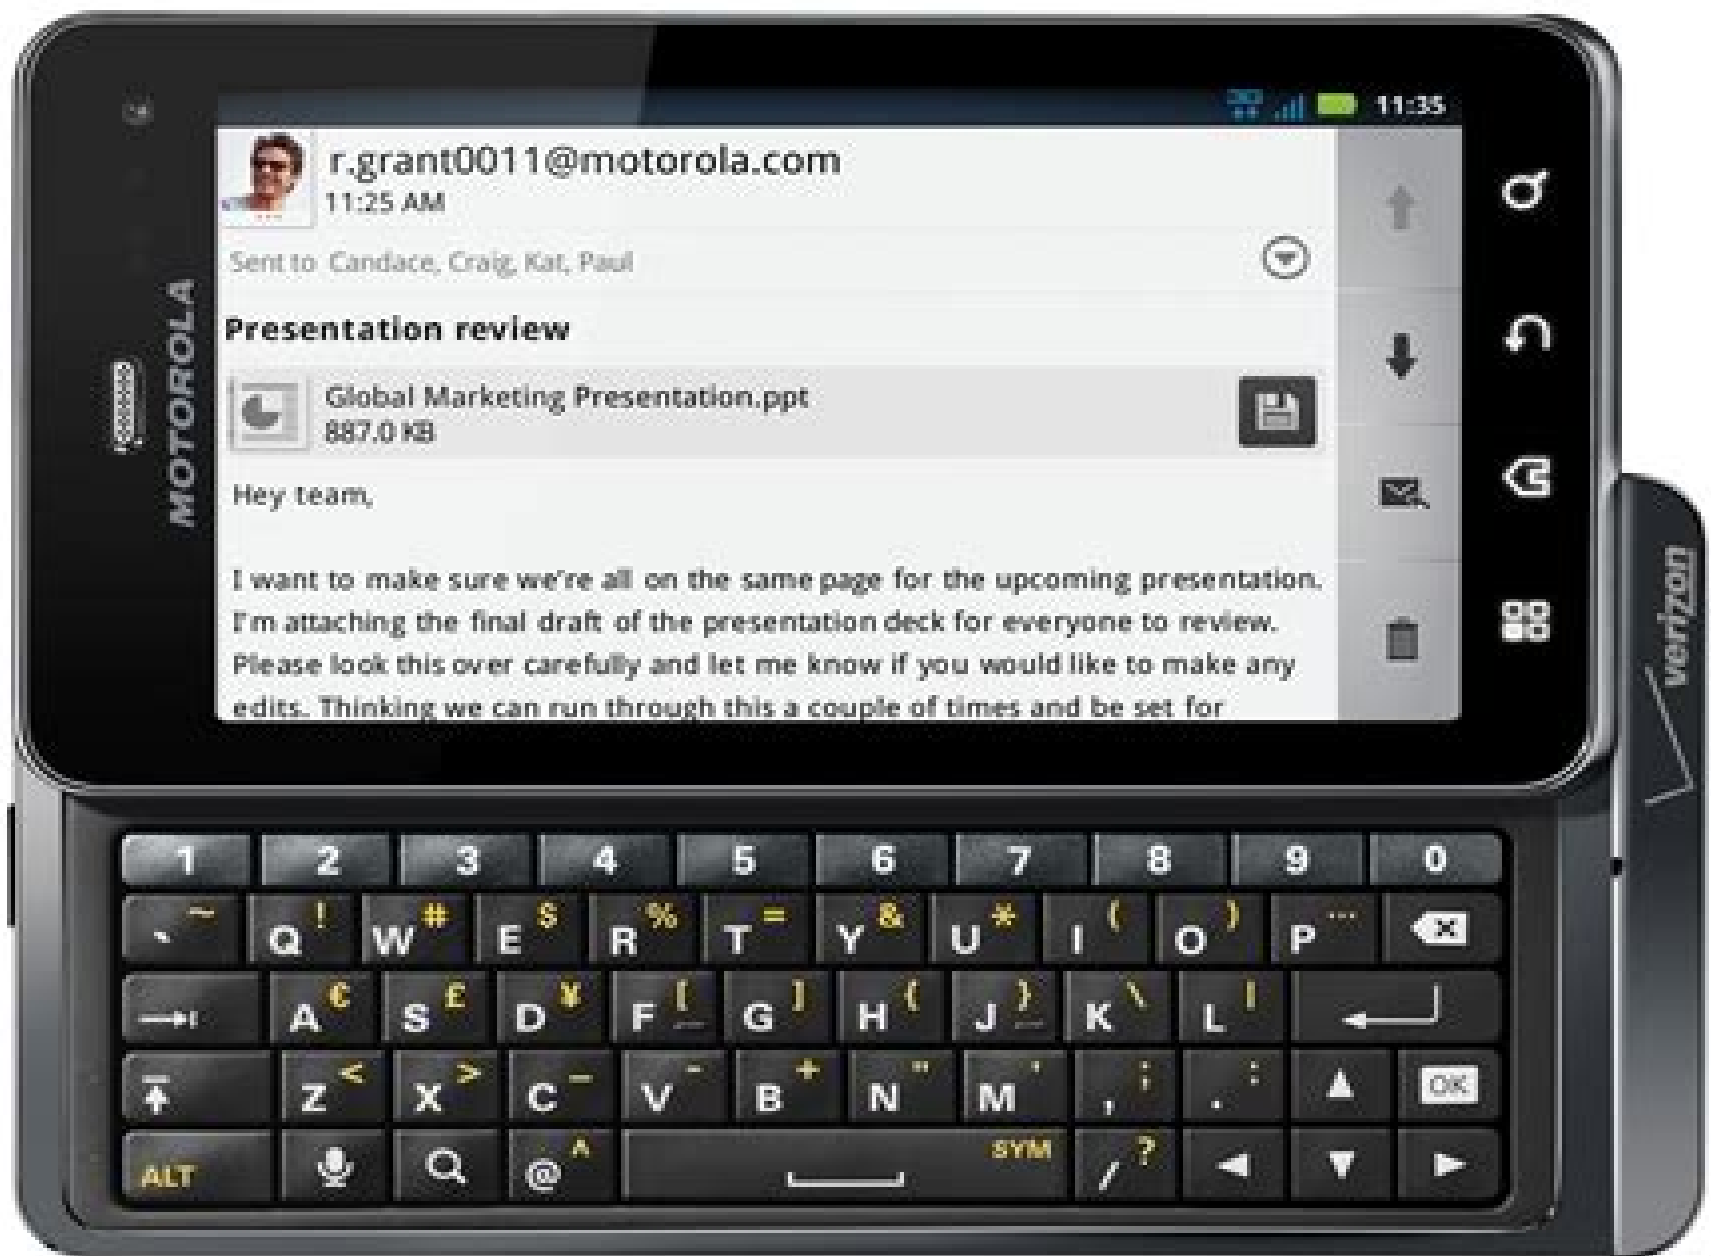 11:35
r.grant0011@motorola.com
11:25 AM
Sent to Candace, Craig, Kat, Paul
Presentation review
Global Marketing Presentation.ppt
887.0 KB
Hey team,
I want to make sure we're all on the same page for the upcoming presentation.
I'm attaching the final draft of the presentation deck for everyone to review.
Please look this over carefully and let me know if you would like to make any
edits. Thinking we can run through this a couple of times and be set for
MOTOROLA
verizon
1 2 3 4 5 6 7 8 9 0
` ~ Q ! W # E $ R % T = Y & U * I ( O ) P ...
A € S £ D ¥ F [ G ] H { J } K \ L |
Z < X > C _ V - B + N " M ' , ; . : OK
ALT @ ^ SYM / ?